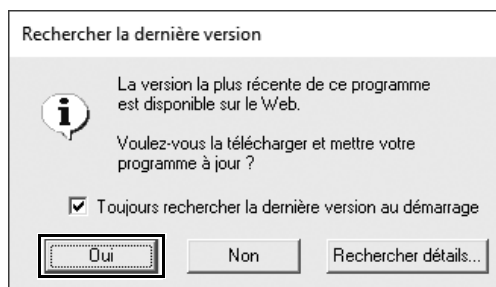 Rechercher la dernière version
La version la plus récente de ce programme
est disponible sur le Web.
Voulez-vous la télécharger et mettre votre
programme à jour ?
Toujours rechercher la dernière version au démarrage
Oui
Non
Rechercher détails...